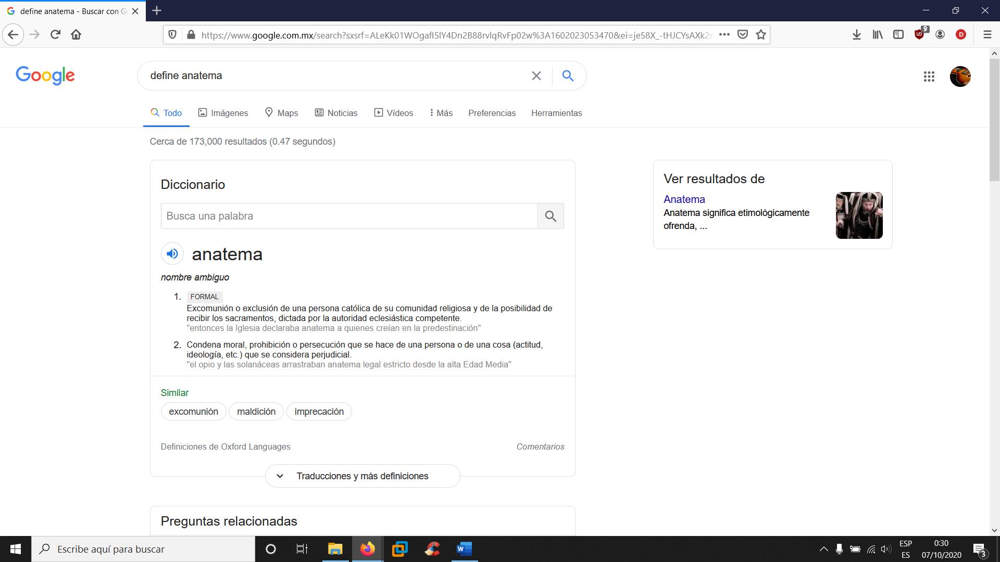 define anatema - Buscar con Go
https://www.google.com.mx/search?sxsrf=ALeKk01WOgafI5lY4Dn2B88rvlqRvFp02w%3A1602023053470&ei=je58X_-tHJCYsAXk2r
9
D
Google
define anatema
Todo Imágenes Maps Noticias Vídeos Más Preferencias Herramientas
Cerca de 173,000 resultados (0.47 segundos)
Diccionario
Busca una palabra
anatema
nombre ambiguo
1. FORMAL
Excomunión o exclusión de una persona católica de su comunidad religiosa y de la posibilidad de
recibir los sacramentos, dictada por la autoridad eclesiástica competente.
"entonces la Iglesia declaraba anatema a quienes creían en la predestinación"
2. Condena moral, prohibición o persecución que se hace de una persona o de una cosa (actitud,
ideología, etc.) que se considera perjudicial.
"el opio y las solanáceas arrastraban anatema legal estricto desde la alta Edad Media"
Similar
excomunión maldición imprecación
Definiciones de Oxford Languages Comentarios
Traducciones y más definiciones
Preguntas relacionadas
Ver resultados de
Anatema
Anatema significa etimológicamente
ofrenda, ...
Escribe aquí para buscar
W
ESP
ES
0:30
07/10/2020
3